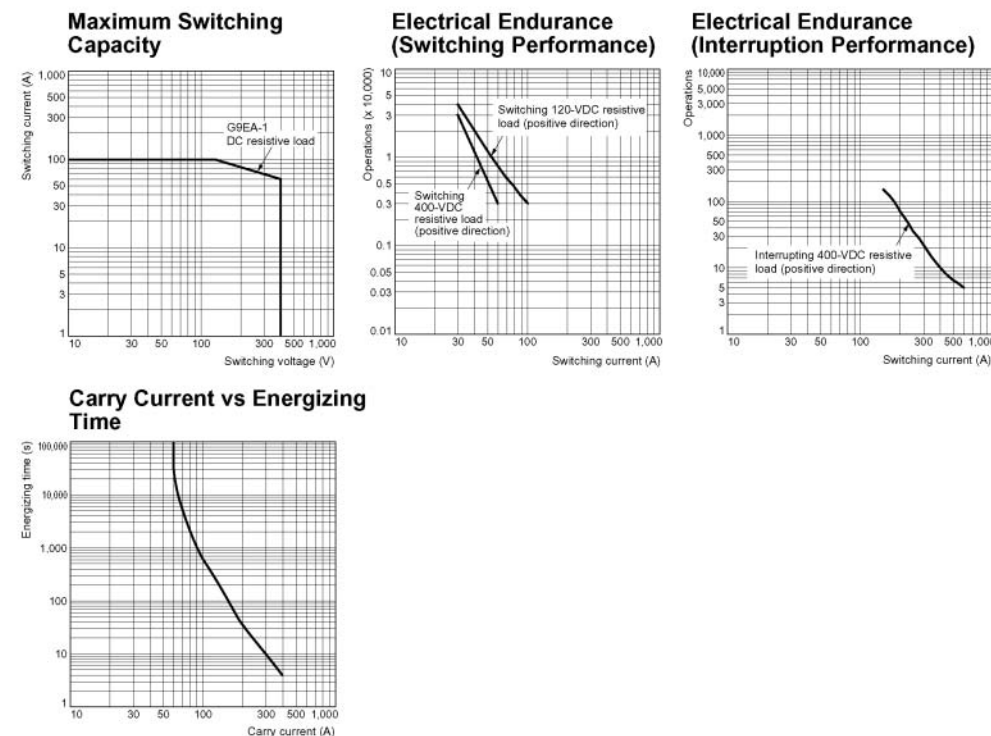 Maximum Switching
Capacity
Switching current (A)
1,000
500
300
100
50
30
10
5
3
1
G9EA-1
DC resistive load
10 30 50 100 300 500 1,000
Switching voltage (V)
Electrical Endurance
(Switching Performance)
Operations (x 10,000)
10
5
3
1
0.5
0.3
0.1
0.05
0.03
0.01
Switching 120-VDC resistive
load (positive direction)
Switching
400-VDC
resistive load
(positive direction)
10 30 50 100 300 500 1,000
Switching current (A)
Electrical Endurance
(Interruption Performance)
Operations
10,000
5,000
3,000
1,000
500
300
100
50
30
10
5
3
1
Interrupting 400-VDC resistive
load (positive direction)
10 30 50 100 300 500 1,000
Switching current (A)
Carry Current vs Energizing
Time
Energizing time (s)
100,000
10,000
1,000
100
10
1
10 30 50 100 300 500 1,000
Carry current (A)